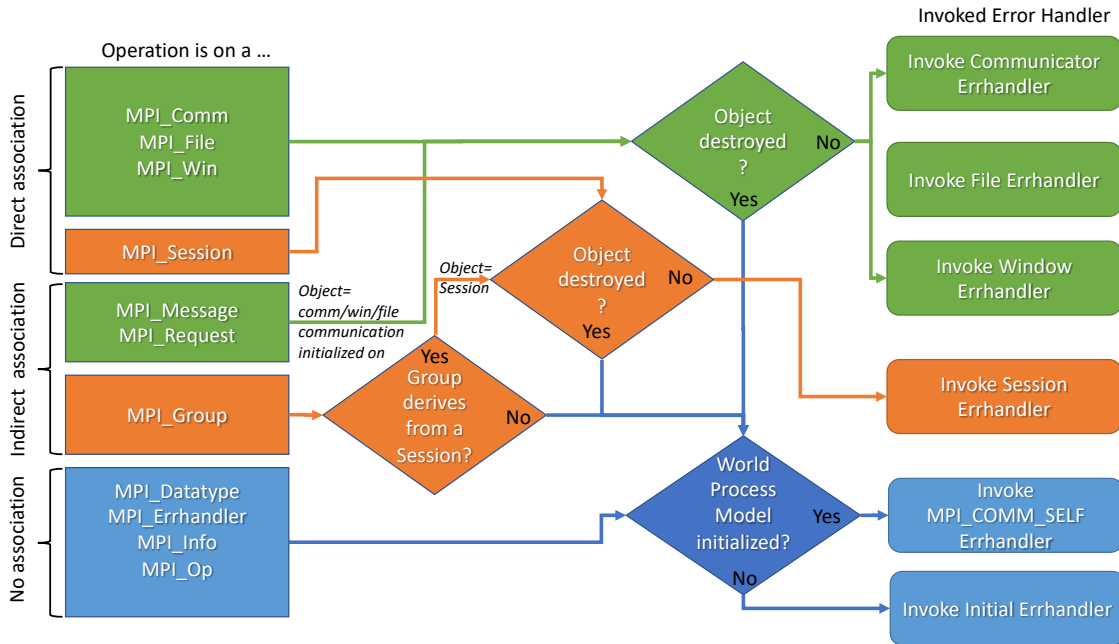 Invoked Error Handler
Operation is on a …
Direct association
MPI_Comm
MPI_File
MPI_Win
MPI_Session
Object
destroyed
?
No
Yes
Invoke Communicator
Errhandler
Invoke File Errhandler
Invoke Window
Errhandler
Indirect association
MPI_Message
MPI_Request
Object=
comm/win/file
communication
initialized on
Object=
Session
Object
destroyed
?
No
Yes
MPI_Group
Yes
Group
derives
from a
Session?
No
Invoke Session
Errhandler
No association
MPI_Datatype
MPI_Errhandler
MPI_Info
MPI_Op
World
Process
Model
initialized?
Yes
No
Invoke
MPI_COMM_SELF
Errhandler
Invoke Initial Errhandler